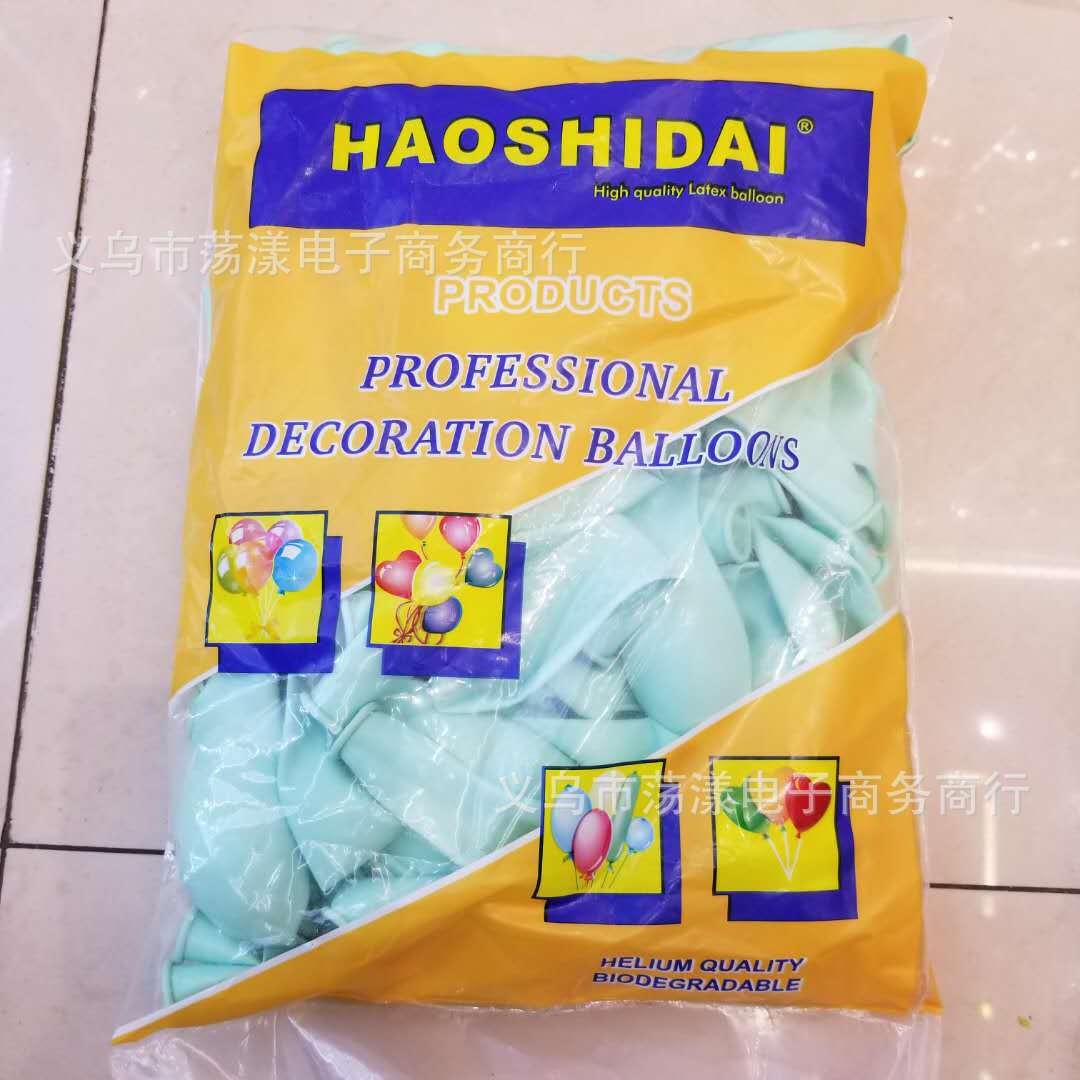 HAOSHIDAI®
High quality Latex balloon
义乌市荡漾电子商务商行
PRODUCTS
PROFESSIONAL
DECORATION BALLOONS
义乌市荡漾电子商务商行
HELIUM QUALITY
BIODEGRADABLE